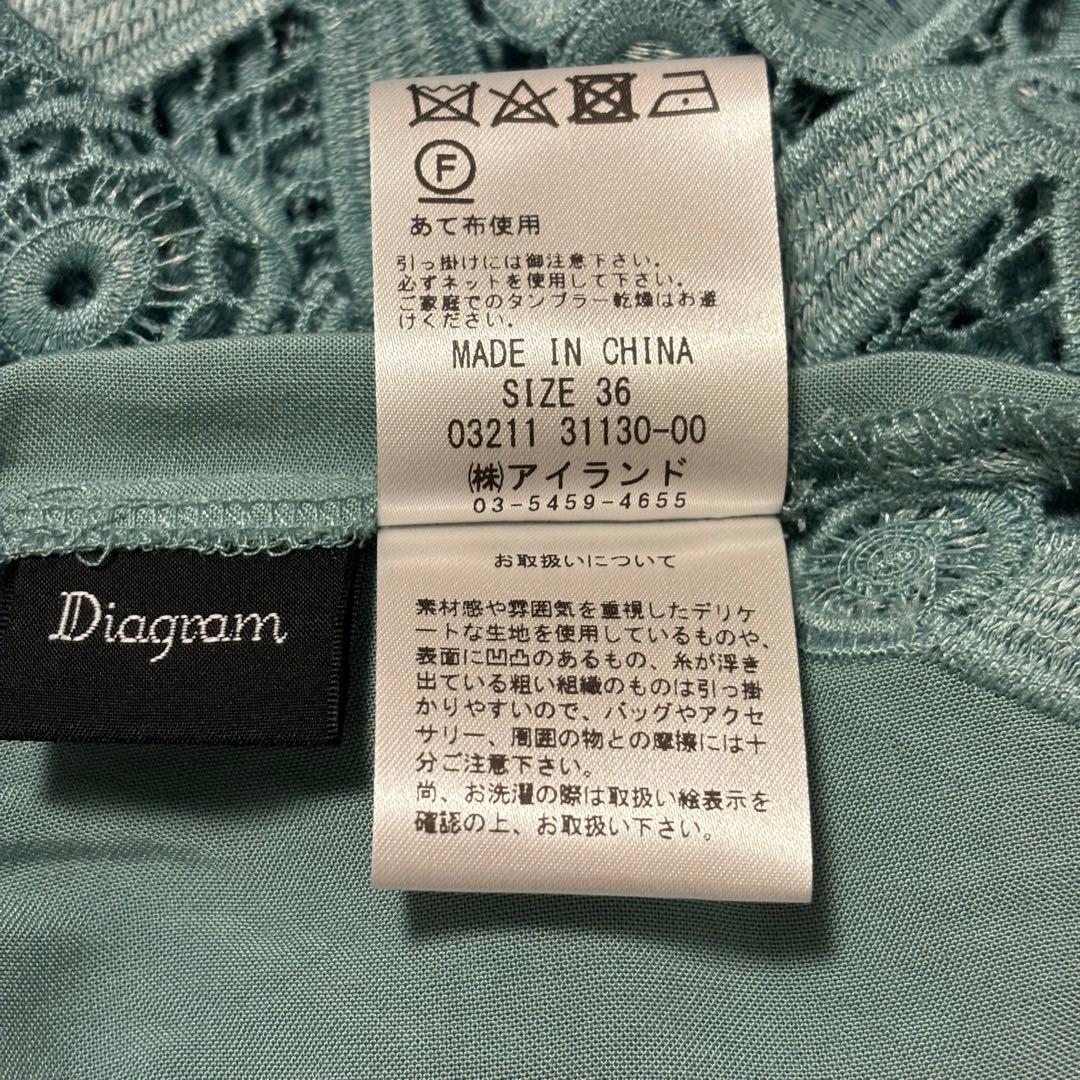 F
あて布使用
引っ掛けには御注意下さい。
必ずネットを使用して下さい。
ご家庭でのタンブラー乾燥はお避
けください。
MADE IN CHINA
SIZE 36
03211 31130-00
㈱アイランド
03-5459-4655
Diagram
お取扱いについて
素材感や雰囲気を重視したデリケ
ートな生地を使用しているものや、
表面に凹凸のあるもの、糸が浮き
出ている粗い組織のものは引っ掛
かりやすいので、バッグやアクセ
サリー、周囲の物との摩擦には十
分ご注意下さい。
尚、お洗濯の際は取扱い絵表示を
確認の上、お取扱い下さい。